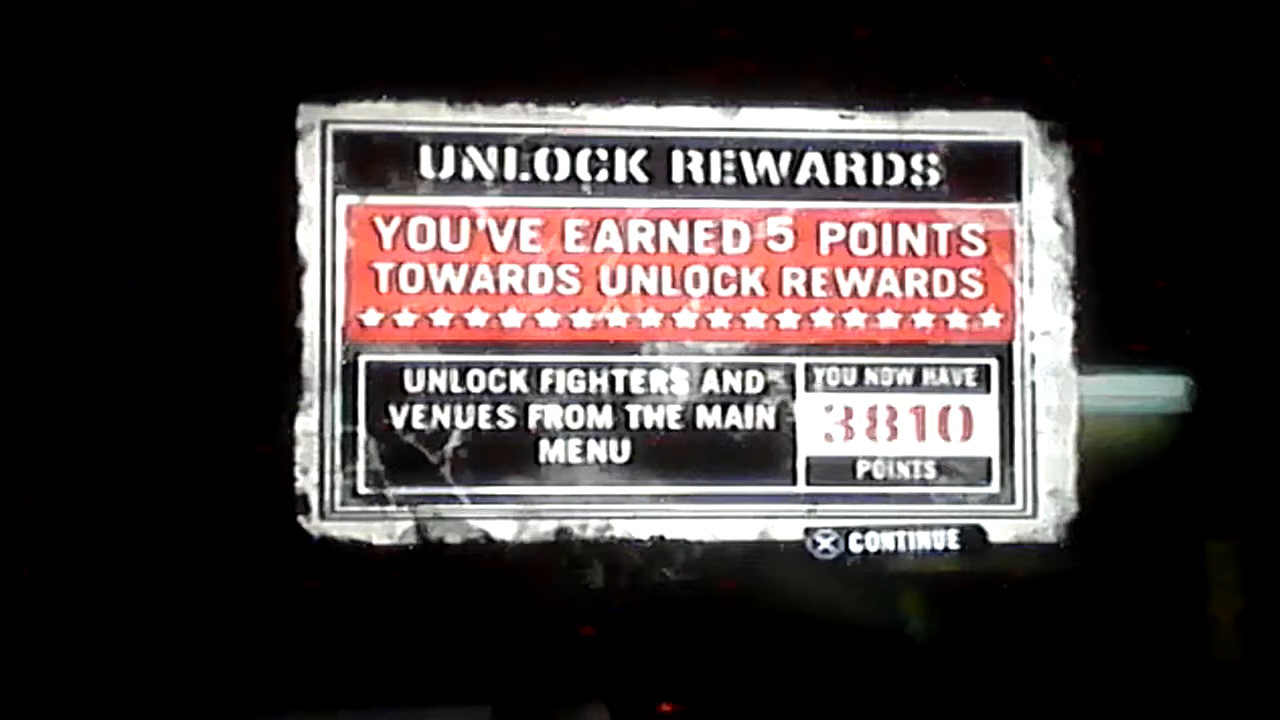 UNLOCK REWARDS
YOU'VE EARNED 5 POINTS
TOWARDS UNLOCK REWARDS
UNLOCK FIGHTERS AND
VENUES FROM THE MAIN
MENU
YOU NOW HAVE
3810
POINTS
CONTINUE